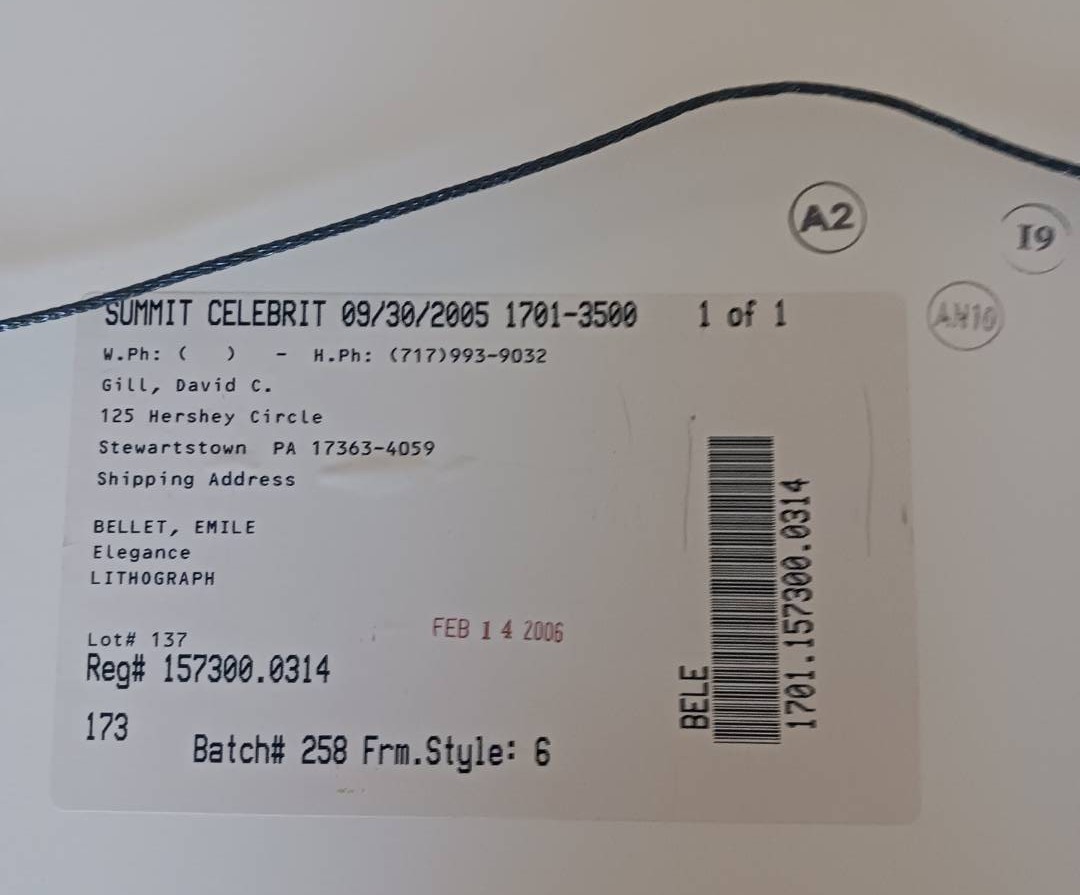 A2
I9
AW10
SUMMIT CELEBRIT 09/30/2005 1701-3500 1 of 1
W.Ph: ( ) - H.Ph: (717)993-9032
Gill, David C.
125 Hershey Circle
Stewartstown PA 17363-4059
Shipping Address
BELLET, EMILE
Elegance
LITHOGRAPH
Lot# 137
FEB 14 2006
Reg# 157300.0314
173
Batch# 258 Frm.Style: 6
BELE
1701.157300.0314